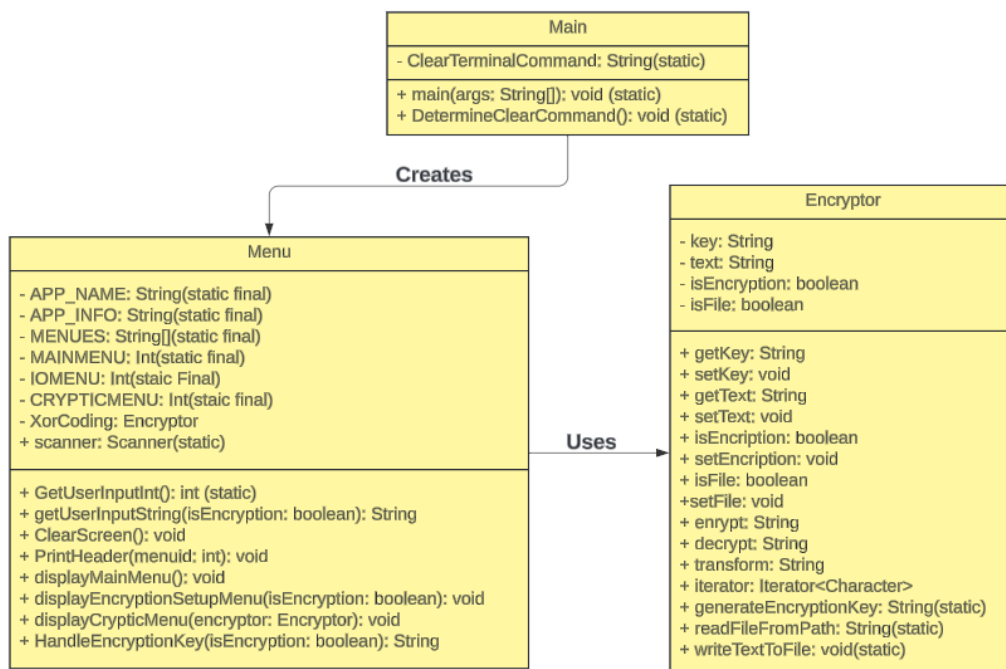 Main
- ClearTerminalCommand: String(static)
+ main(args: String[]): void (static)
+ DetermineClearCommand(): void (static)
Creates
Menu
- APP_NAME: String(static final)
- APP_INFO: String(static final)
- MENUES: String[](static final)
- MAINMENU: Int(static final)
- IOMENU: Int(staic Final)
- CRYPTICMENU: Int(staic final)
- XorCoding: Encryptor
+ scanner: Scanner(static)
+ GetUserInputInt(): int (static)
+ getUserInputString(isEncryption: boolean): String
+ ClearScreen(): void
+ PrintHeader(menuid: int): void
+ displayMainMenu(): void
+ displayEncryptionSetupMenu(isEncryption: boolean): void
+ displayCrypticMenu(encryptor: Encryptor): void
+ HandleEncryptionKey(isEncryption: boolean): String
Uses
Encryptor
- key: String
- text: String
- isEncryption: boolean
- isFile: boolean
+ getKey: String
+ setKey: void
+ getText: String
+ setText: void
+ isEncription: boolean
+ setEncription: void
+ isFile: boolean
+setFile: void
+ enrypt: String
+ decrypt: String
+ transform: String
+ iterator: Iterator<Character>
+ generateEncryptionKey: String(static)
+ readFileFromPath: String(static)
+ writeTextToFile: void(static)